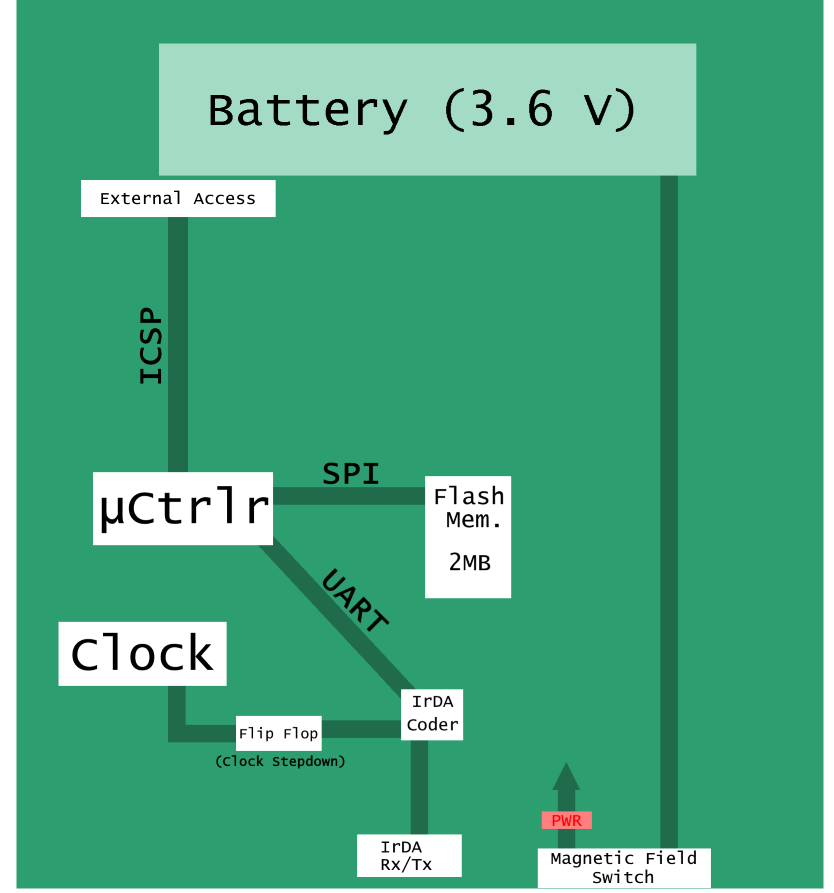 Battery (3.6 V)
External Access
ICSP
SPI
µCtrlr
Flash
Mem.
2MB
UART
Clock
IrDA
Coder
Flip Flop
(Clock Stepdown)
PWR
IrDA
Rx/Tx
Magnetic Field
Switch